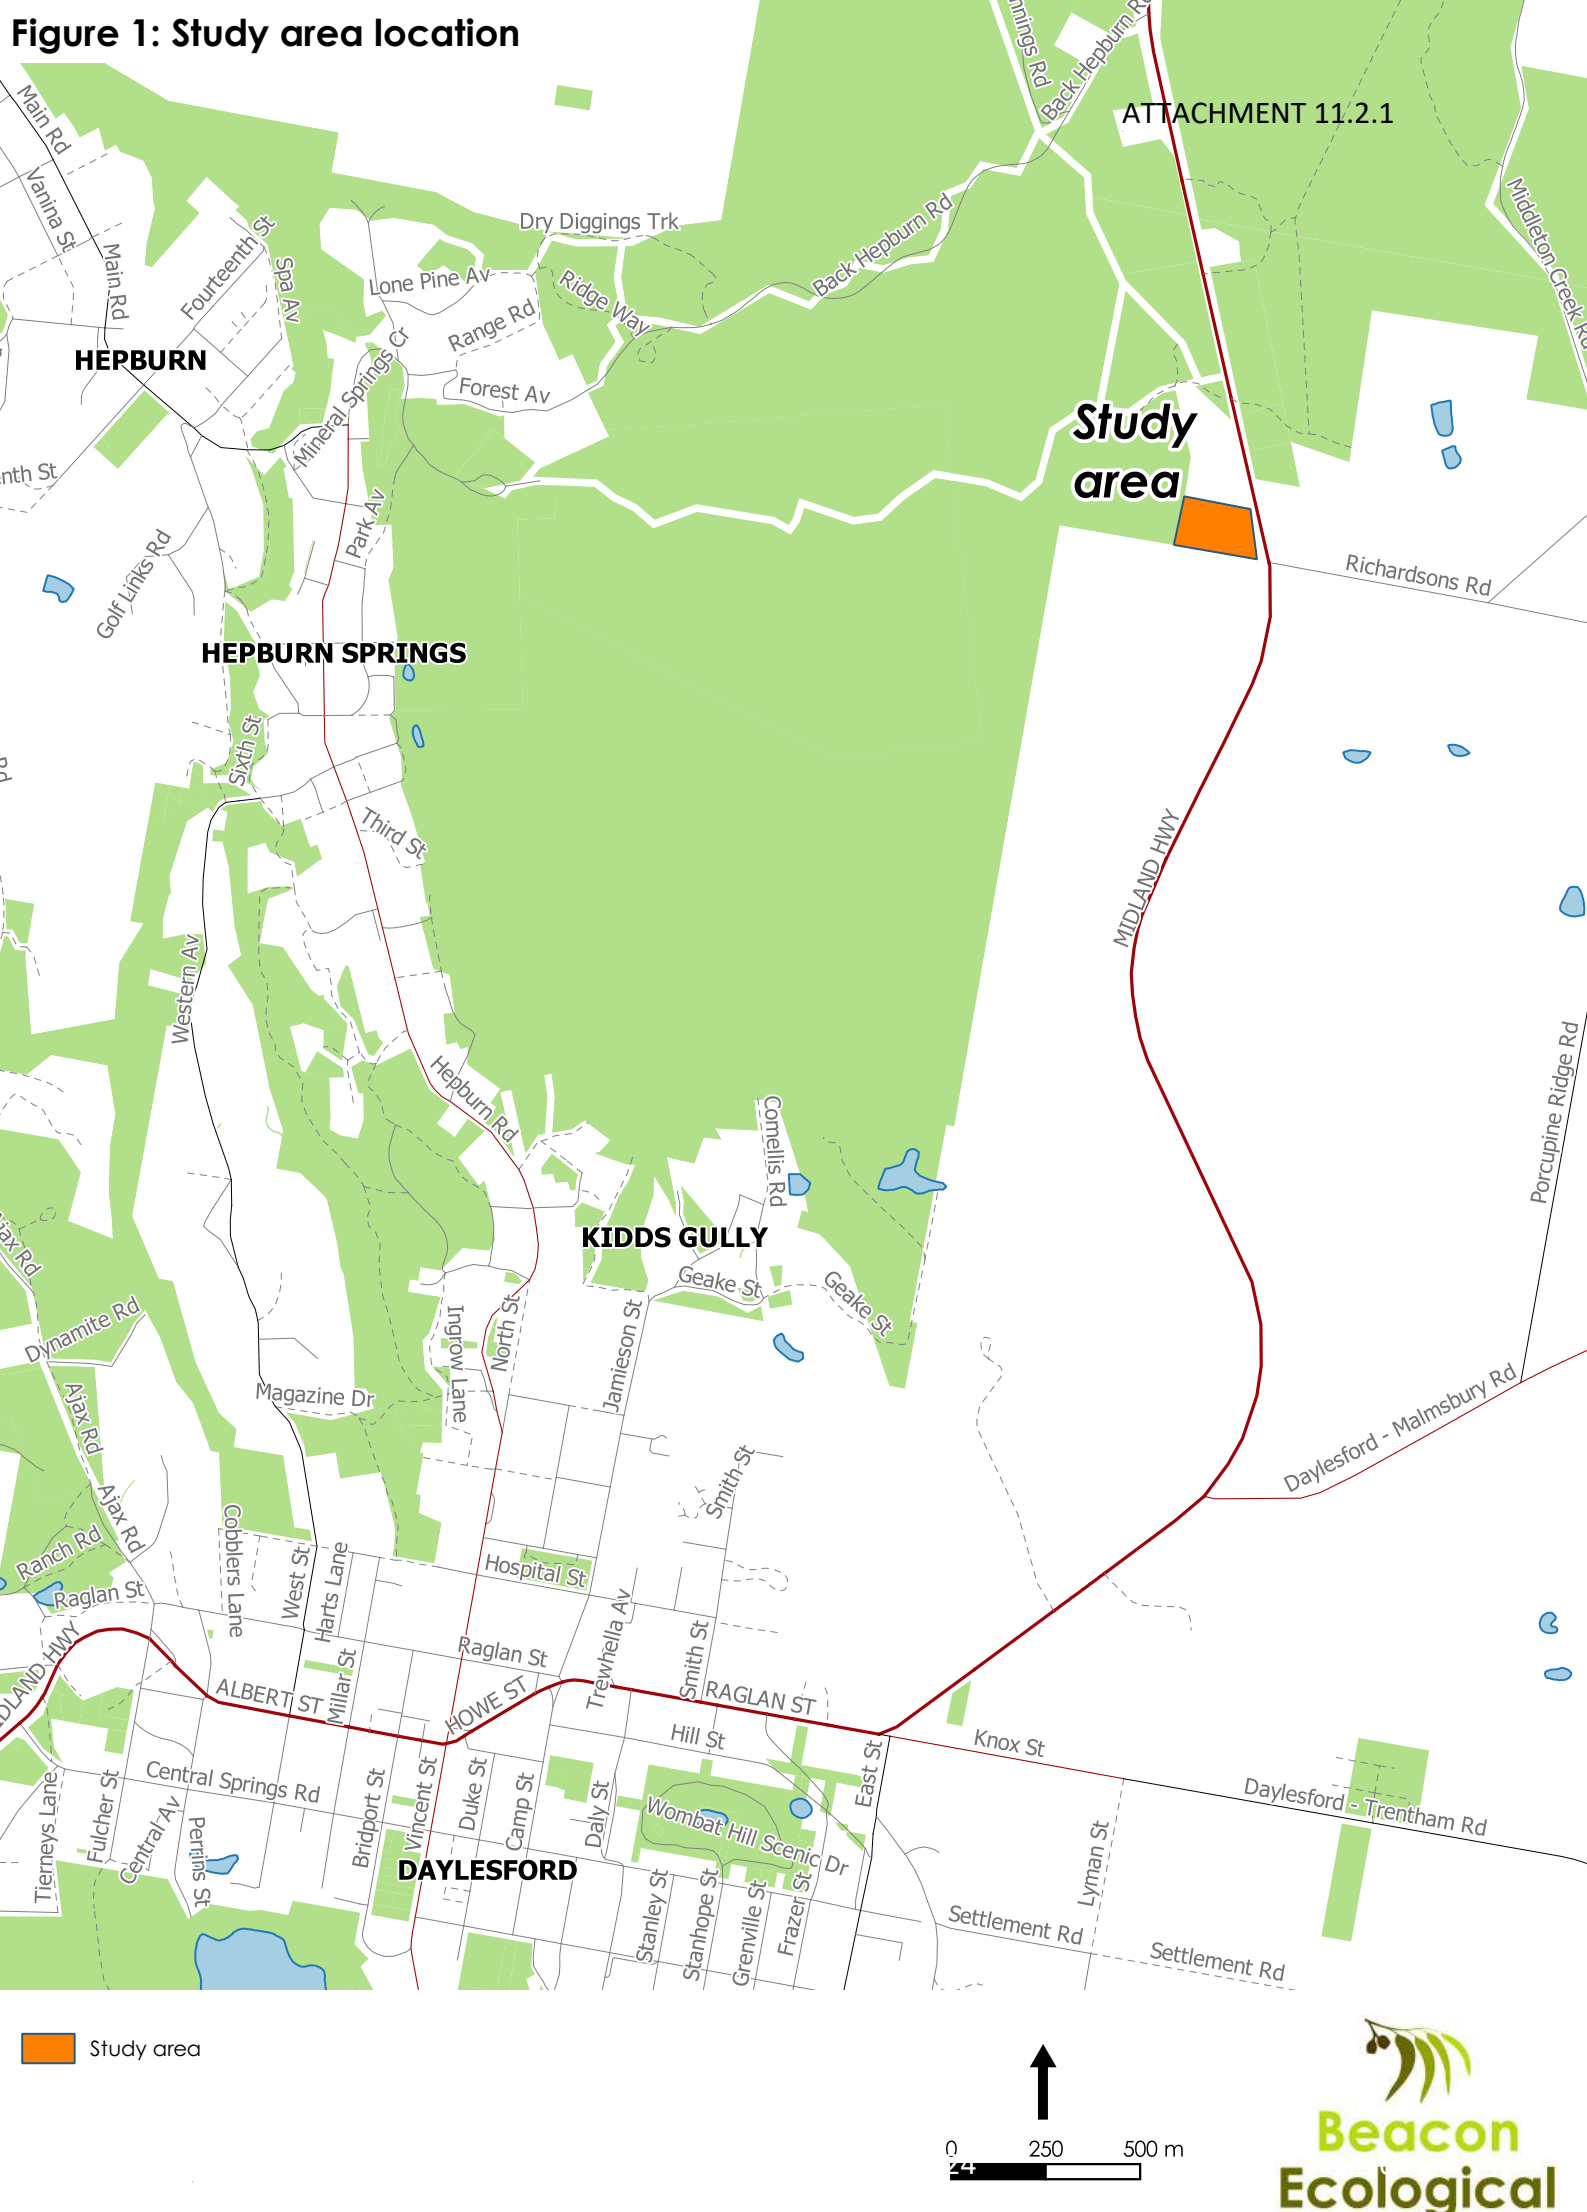 Figure 1: Study area location
ATTACHMENT 11.2.1
Back Hepburn Rd
Main Rd
Vanina St
Main Rd
Fourteenth St
Spa Av
Dry Diggings Trk
Lone Pine Av
Range Rd
Ridge Way
Back Hepburn Rd
Middleton Creek Rd
HEPBURN
Mineral Springs Cr
Forest Av
Study
area
nth St
Park Av
Golf Links Rd
Richardsons Rd
HEPBURN SPRINGS
Sixth St
Third St
MIDLAND HWY
Western Av
Hepburn Rd
Porcupine Ridge Rd
Comellis Rd
KIDDS GULLY
Geake St
Geake St
jax Rd
Dynamite Rd
Ingrow Lane
North St
Jamieson St
Magazine Dr
Ajax Rd
Daylesford - Malmsbury Rd
Smith St
Ajax Rd
Ranch Rd
Cobblers Lane
West St
Harts Lane
Hospital St
Raglan St
Trewhella Av
Smith St
DLAND HWY
Raglan St
Millar St
ALBERT ST
HOWE ST
RAGLAN ST
Hill St
Knox St
East St
Central Springs Rd
Daylesford - Trentham Rd
Tierneys Lane
Fulcher St
Central Av
Perrins St
Bridport St
Vincent St
Duke St
Camp St
Daly St
Wombat Hill Scenic Dr
DAYLESFORD
Lyman St
Stanley St
Stanhope St
Grenville St
Frazer St
Settlement Rd
Settlement Rd
Study area
0 250 500 m
24
Beacon
Ecological